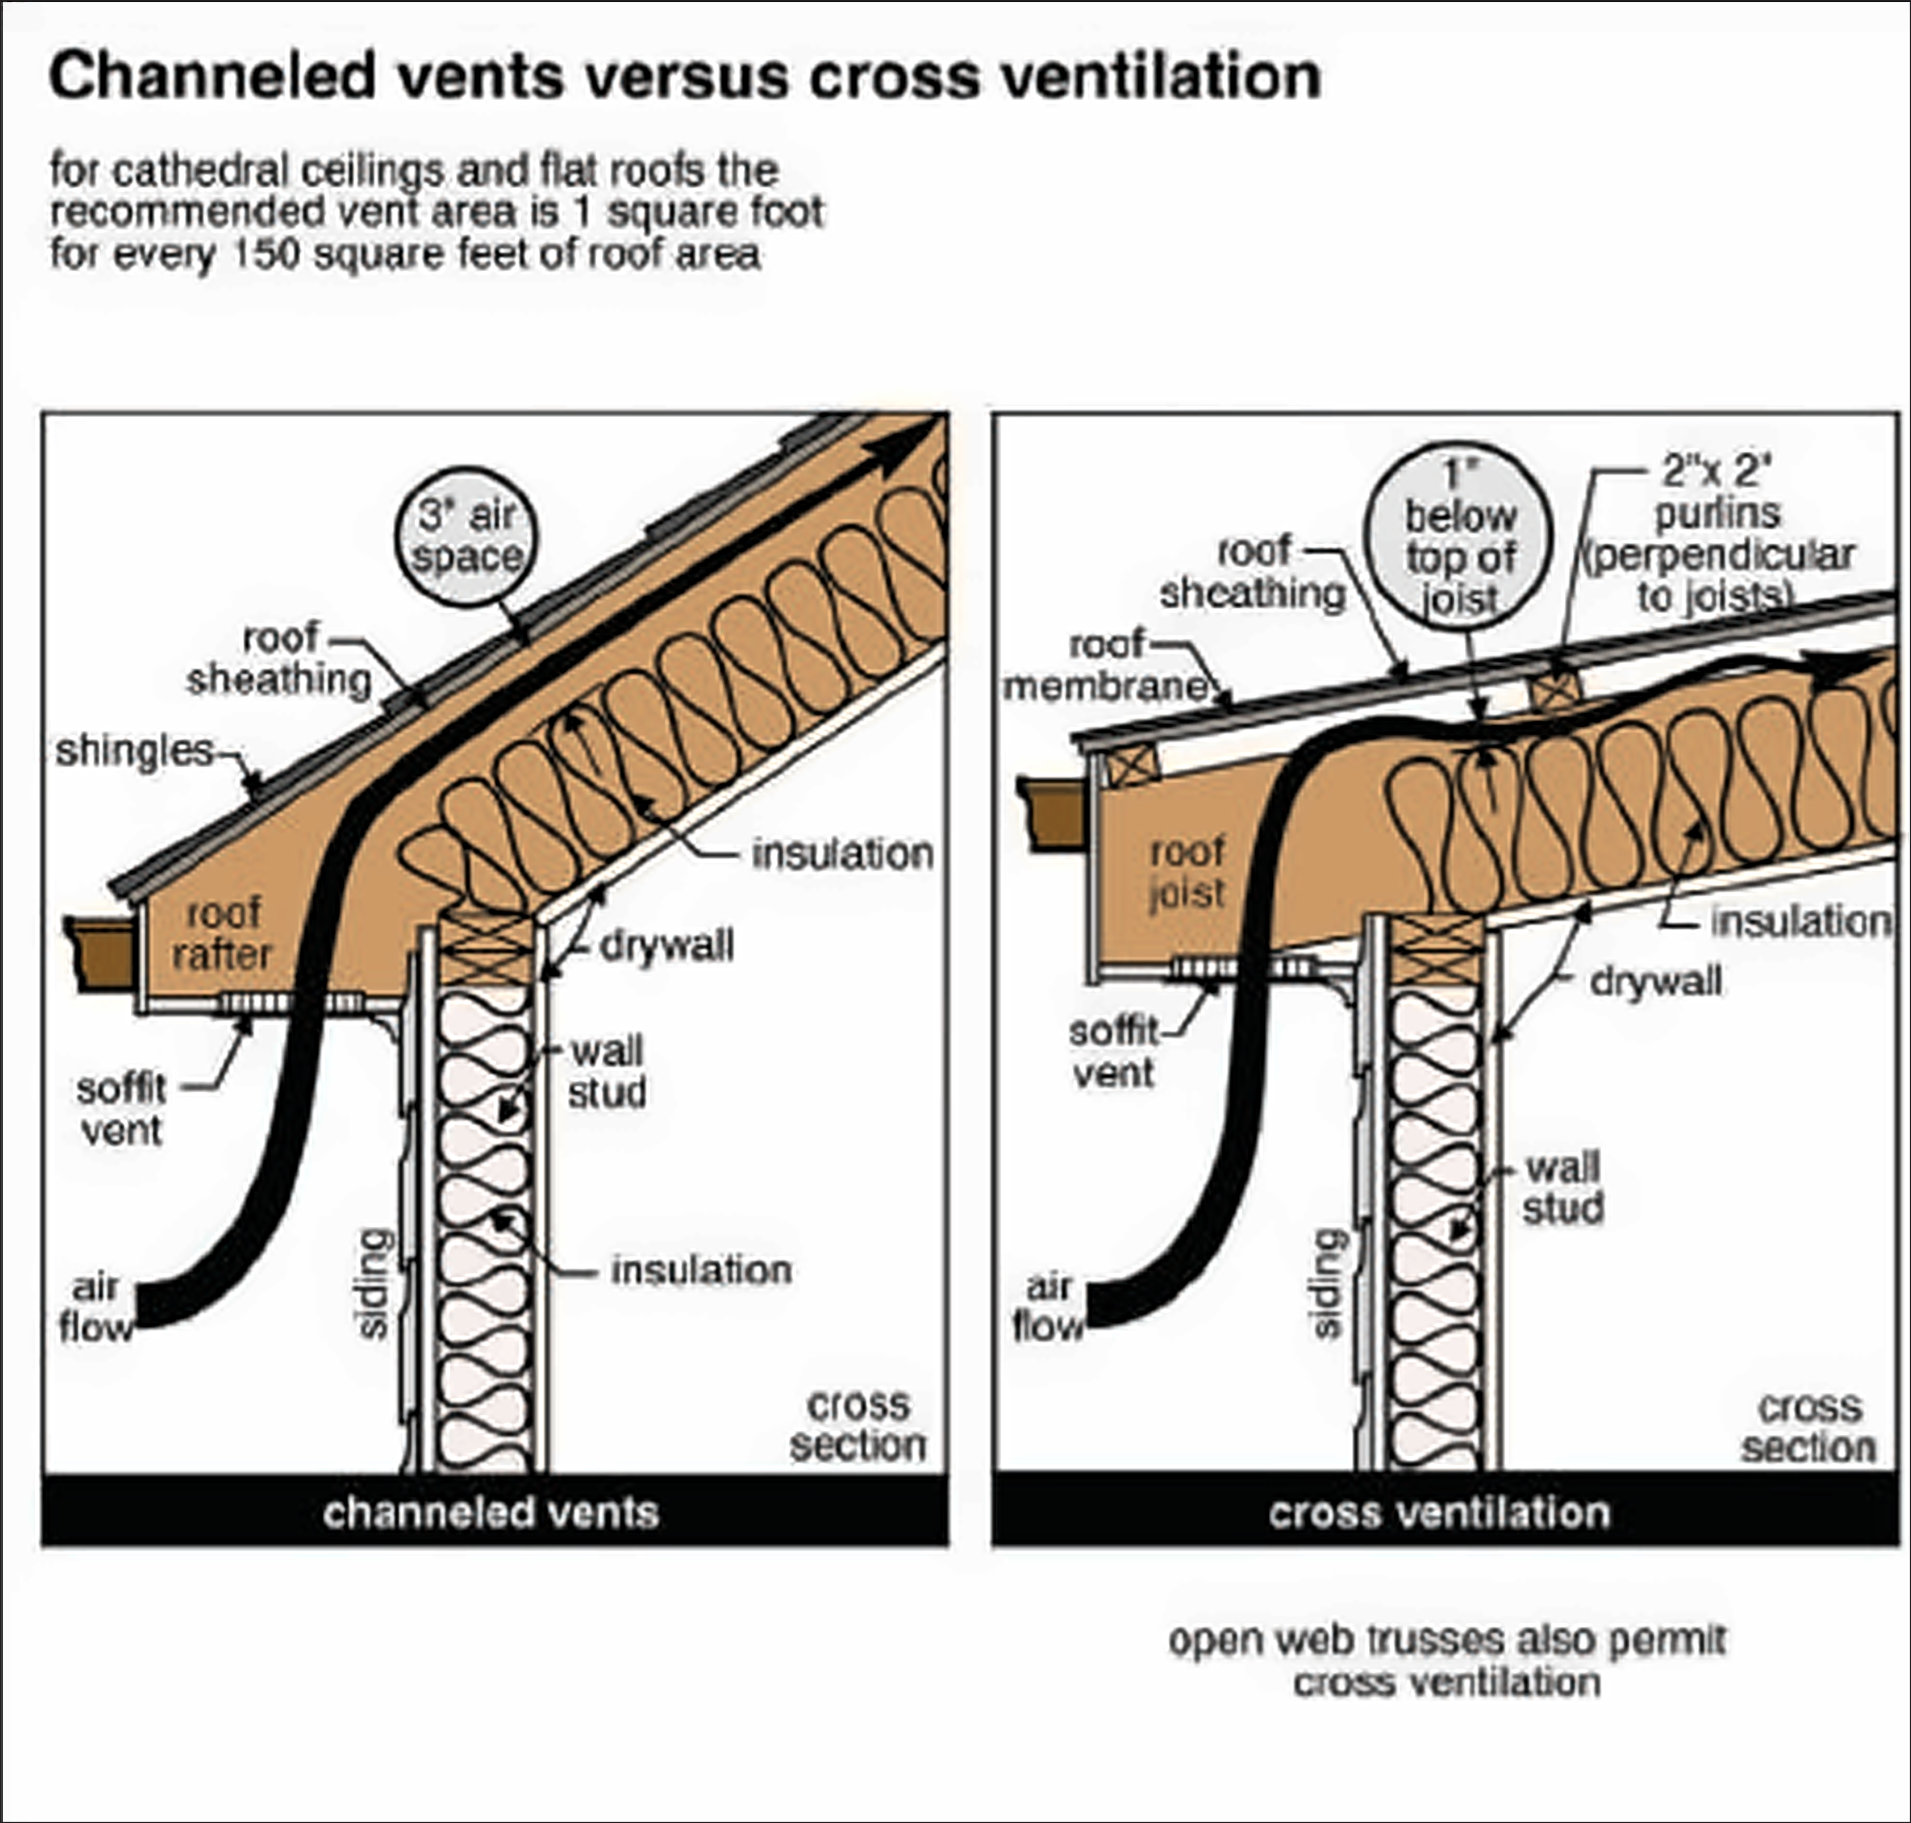 Channeled vents versus cross ventilation
for cathedral ceilings and flat roofs the
recommended vent area is 1 square foot
for every 150 square feet of roof area
3" air
space
roof
sheathing
shingles
insulation
roof
rafter
drywall
soffit
vent
wall
stud
siding
insulation
air
flow
cross
section
channeled vents
1"
below
top of
joist
2"x 2"
purlins
(perpendicular
to joists)
roof
sheathing
roof
membrane
roof
joist
insulation
drywall
soffit
vent
wall
stud
siding
air
flow
cross
section
cross ventilation
open web trusses also permit
cross ventilation